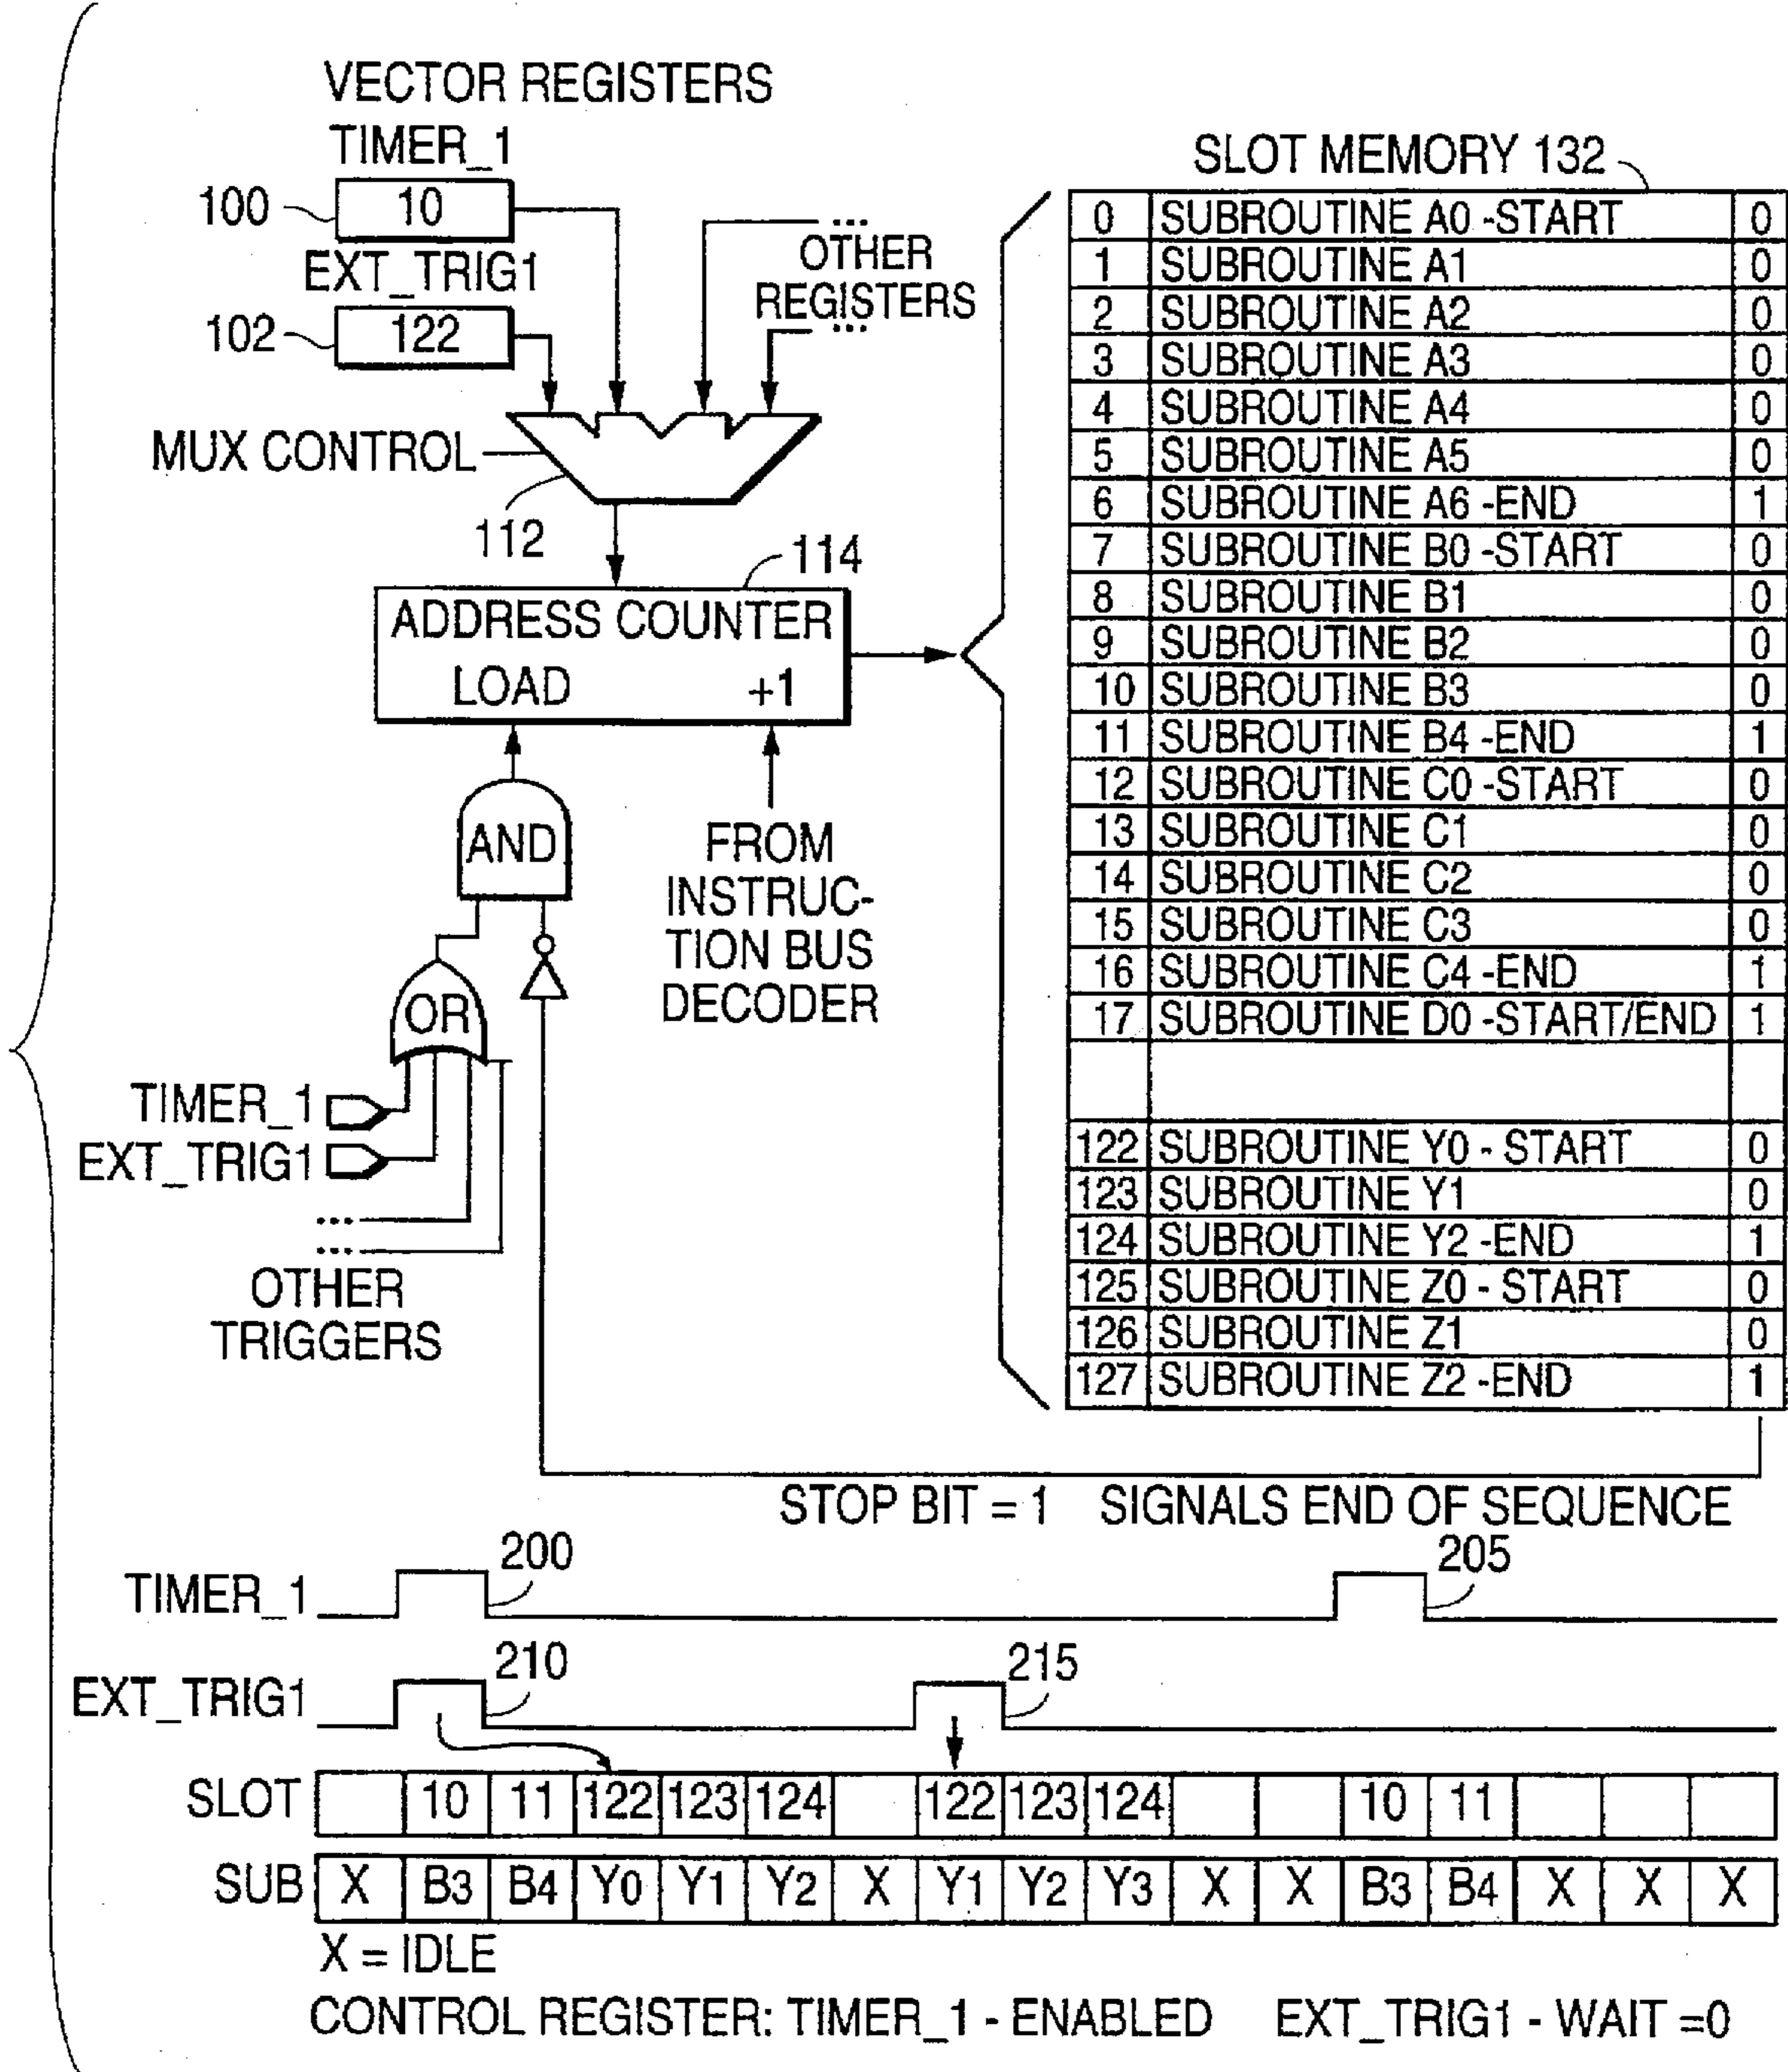 VECTOR REGISTERS
TIMER_1
100
10
EXT_TRIG1
102
122
...
OTHER
REGISTERS
...
MUX CONTROL
112
114
ADDRESS COUNTER
LOAD +1
AND
FROM
INSTRUC-
TION BUS
DECODER
OR
TIMER_1
EXT_TRIG1
...
...
OTHER
TRIGGERS
SLOT MEMORY 132
0 SUBROUTINE A0 -START 0
1 SUBROUTINE A1 0
2 SUBROUTINE A2 0
3 SUBROUTINE A3 0
4 SUBROUTINE A4 0
5 SUBROUTINE A5 0
6 SUBROUTINE A6 -END 1
7 SUBROUTINE B0 -START 0
8 SUBROUTINE B1 0
9 SUBROUTINE B2 0
10 SUBROUTINE B3 0
11 SUBROUTINE B4 -END 1
12 SUBROUTINE C0 -START 0
13 SUBROUTINE C1 0
14 SUBROUTINE C2 0
15 SUBROUTINE C3 0
16 SUBROUTINE C4 -END 1
17 SUBROUTINE D0 -START/END 1
122 SUBROUTINE Y0 - START 0
123 SUBROUTINE Y1 0
124 SUBROUTINE Y2 -END 1
125 SUBROUTINE Z0 - START 0
126 SUBROUTINE Z1 0
127 SUBROUTINE Z2 -END 1
STOP BIT = 1 SIGNALS END OF SEQUENCE
TIMER_1 200 205
EXT_TRIG1 210 215
SLOT 10 11 122 123 124 122 123 124 10 11
SUB X B3 B4 Y0 Y1 Y2 X Y1 Y2 Y3 X X B3 B4 X X X
X = IDLE
CONTROL REGISTER: TIMER_1 - ENABLED EXT_TRIG1 - WAIT =0